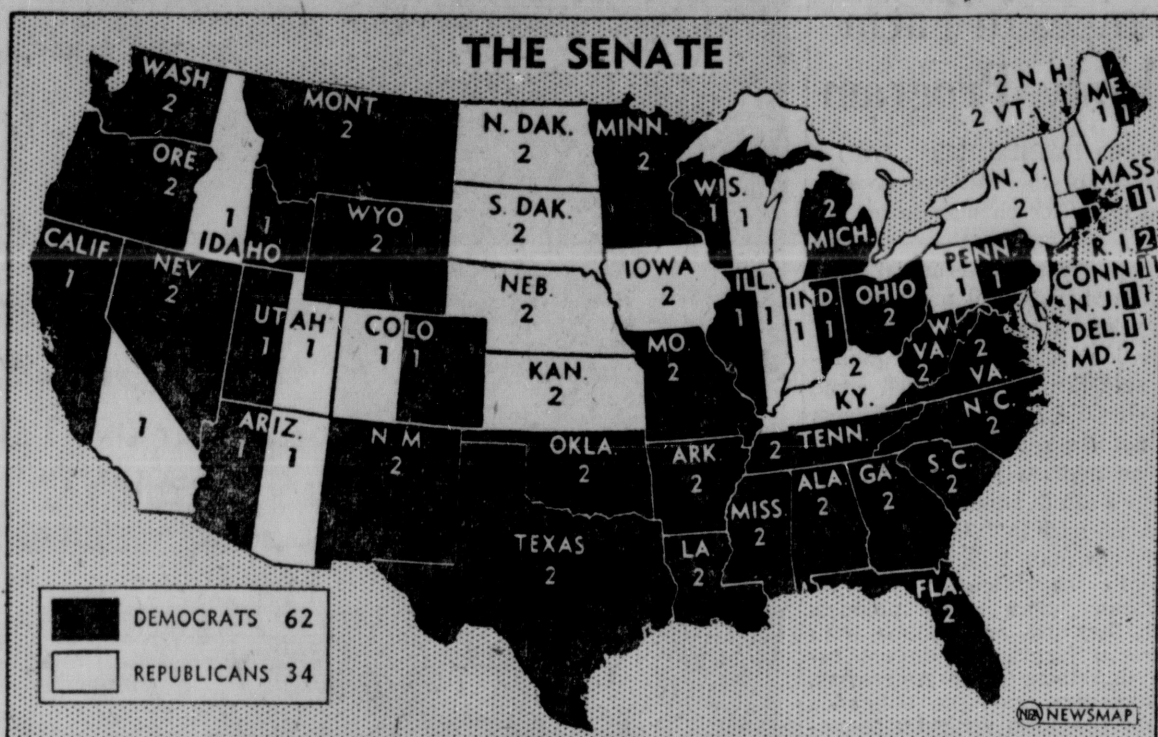 THE SENATE
WASH.
2
MONT
2
N. DAK.
2
MINN.
2
2 N. H
2 VT.
ME.
1 1
ORE.
2
1 1
IDAHO
WYO
2
S. DAK.
2
WIS.
1 1
2
MICH.
N. Y.
2
MASS.
1 1
R. I. 2
CONN. 1 1
N. J. 1 1
DEL. 1 1
MD. 2
CALIF.
1
1
NEV.
2
UTAH
1 1
COLO.
1 1
NEB.
2
IOWA
2
ILL.
1 1
IND.
1 1
OHIO
2
PENN.
1 1
KAN.
2
MO.
2
2
KY.
W
VA
2
2
VA.
ARIZ.
1 1
N. M.
2
OKLA.
2
ARK.
2
2 TENN.
N. C.
2
TEXAS
2
LA.
2
MISS.
2
ALA.
2
GA.
2
S. C.
2
FLA.
2
DEMOCRATS 62
REPUBLICANS 34
NEA NEWSMAP